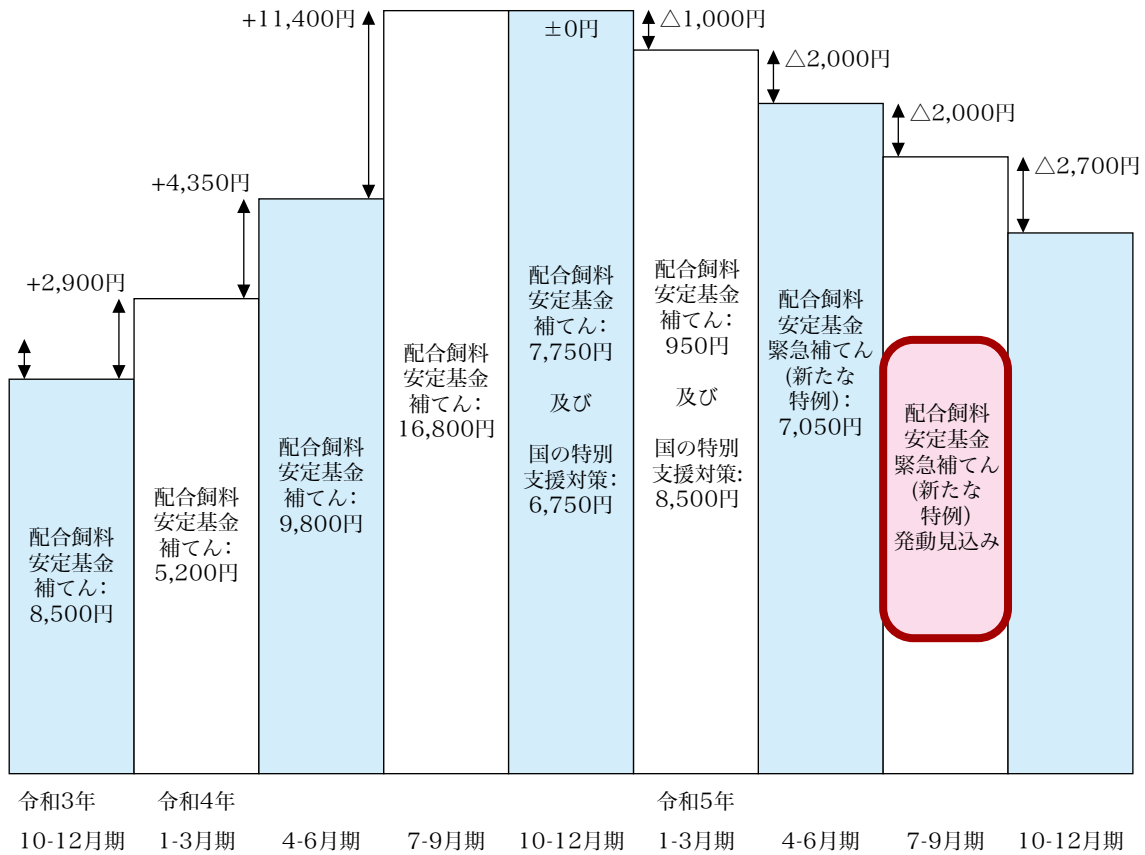 +2,900円
+4,350円
+11,400円
±0円
△1,000円
△2,000円
△2,000円
△2,700円
配合飼料
安定基金
補てん：
8,500円
配合飼料
安定基金
補てん：
5,200円
配合飼料
安定基金
補てん：
9,800円
配合飼料
安定基金
補てん：
16,800円
配合飼料
安定基金
補てん：
7,750円
及び
国の特別
支援対策:
6,750円
配合飼料
安定基金
補てん：
950円
及び
国の特別
支援対策:
8,500円
配合飼料
安定基金
緊急補てん
(新たな
特例)：
7,050円
配合飼料
安定基金
緊急補てん
(新たな
特例)
発動見込み
令和3年
令和4年
令和5年
10-12月期
1-3月期
4-6月期
7-9月期
10-12月期
1-3月期
4-6月期
7-9月期
10-12月期